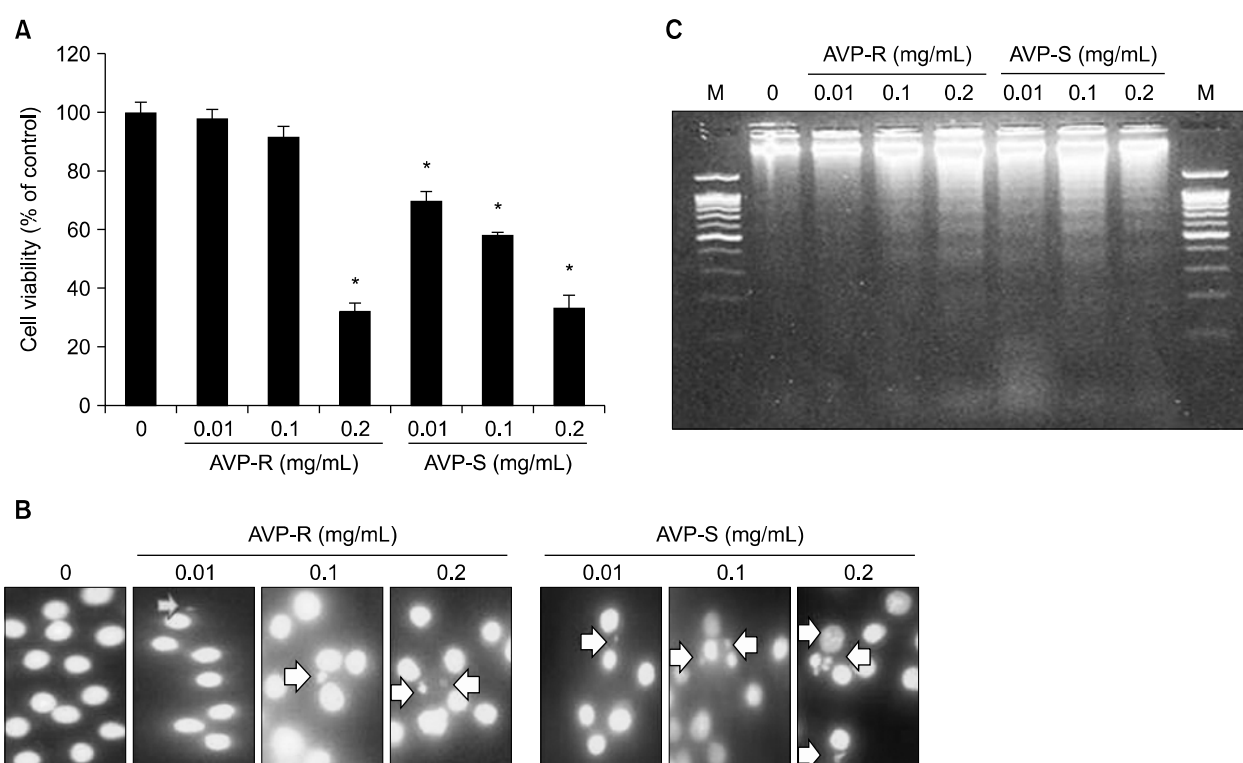 A
120
100
80
60
40
20
0
Cell viability (% of control)
* * * *
0 0.01 0.1 0.2 0.01 0.1 0.2
AVP-R (mg/mL) AVP-S (mg/mL)
C
AVP-R (mg/mL) AVP-S (mg/mL)
M 0 0.01 0.1 0.2 0.01 0.1 0.2 M
B
AVP-R (mg/mL) AVP-S (mg/mL)
0 0.01 0.1 0.2 0.01 0.1 0.2